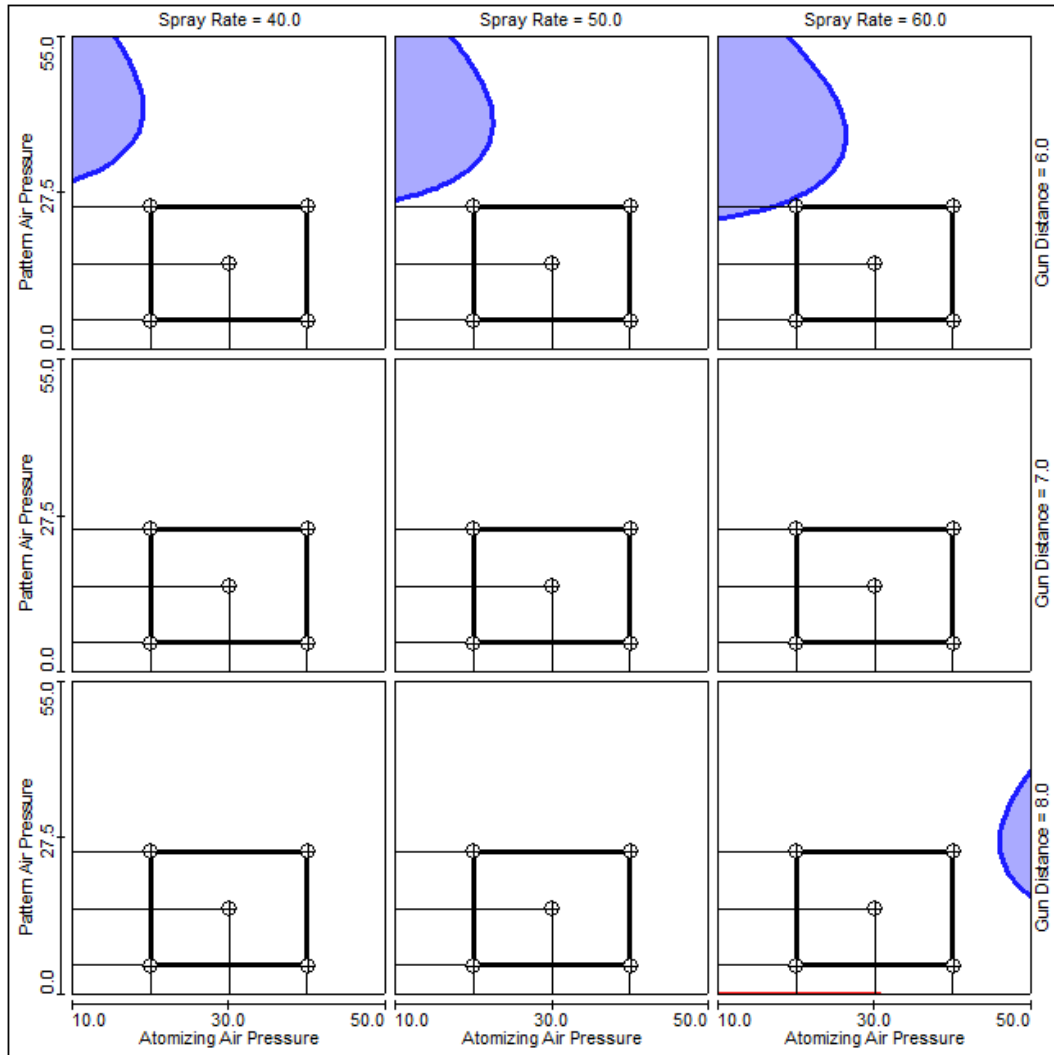 Spray Rate = 40.0
Spray Rate = 50.0
Spray Rate = 60.0
55.0
27.5
0.0
Pattern Air Pressure
Gun Distance = 6.0
55.0
27.5
0.0
Pattern Air Pressure
Gun Distance = 7.0
55.0
27.5
0.0
Pattern Air Pressure
Gun Distance = 8.0
10.0 30.0 50.0
10.0 30.0 50.0
10.0 30.0 50.0
Atomizing Air Pressure
Atomizing Air Pressure
Atomizing Air Pressure